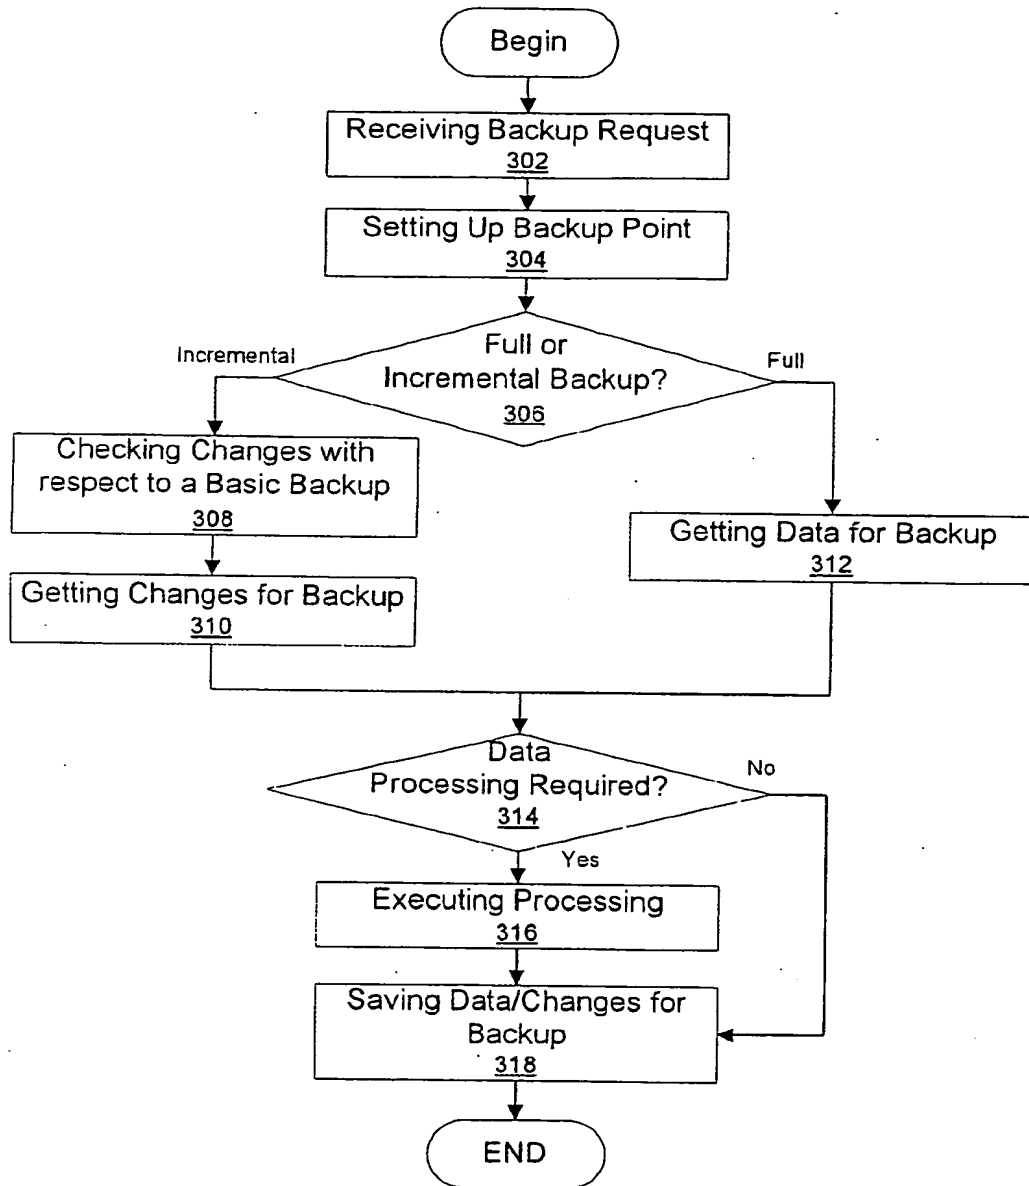 Begin
Receiving Backup Request
302
Setting Up Backup Point
304
Full or
Incremental Backup?
306
Incremental
Full
Checking Changes with
respect to a Basic Backup
308
Getting Changes for Backup
310
Getting Data for Backup
312
Data
Processing Required?
314
No
Yes
Executing Processing
316
Saving Data/Changes for
Backup
318
END